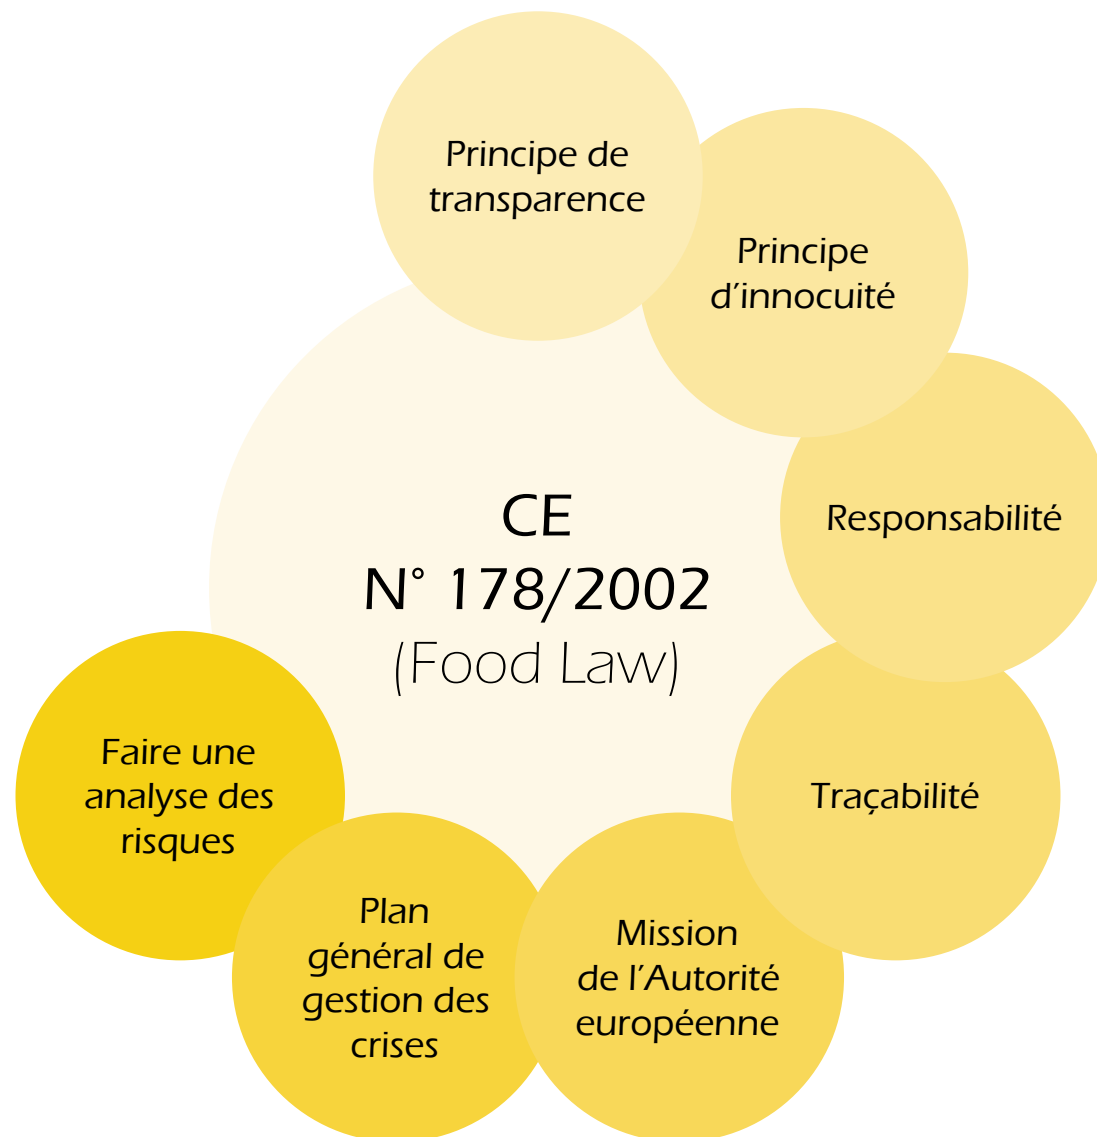 Principe de
transparence
Principe
d’innocuité
Responsabilité
CE
N° 178/2002
(Food Law)
Traçabilité
Mission
de l’Autorité
européenne
Plan
général de
gestion des
crises
Faire une
analyse des
risques